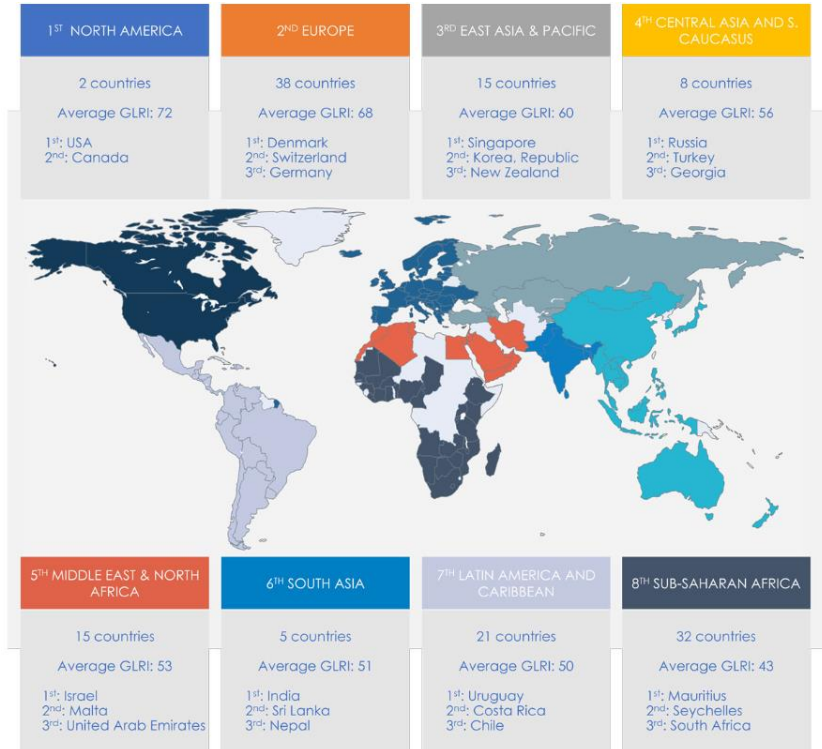 1ST NORTH AMERICA
2 countries
Average GLRI: 72
1st: USA
2nd: Canada
2ND EUROPE
38 countries
Average GLRI: 68
1st: Denmark
2nd: Switzerland
3rd: Germany
3RD EAST ASIA & PACIFIC
15 countries
Average GLRI: 60
1st: Singapore
2nd: Korea, Republic
3rd: New Zealand
4TH CENTRAL ASIA AND S.
CAUCASUS
8 countries
Average GLRI: 56
1st: Russia
2nd: Turkey
3rd: Georgia
5TH MIDDLE EAST & NORTH
AFRICA
15 countries
Average GLRI: 53
1st: Israel
2nd: Malta
3rd: United Arab Emirates
6TH SOUTH ASIA
5 countries
Average GLRI: 51
1st: India
2nd: Sri Lanka
3rd: Nepal
7TH LATIN AMERICA AND
CARIBBEAN
21 countries
Average GLRI: 50
1st: Uruguay
2nd: Costa Rica
3rd: Chile
8TH SUB-SAHARAN AFRICA
32 countries
Average GLRI: 43
1st: Mauritius
2nd: Seychelles
3rd: South Africa